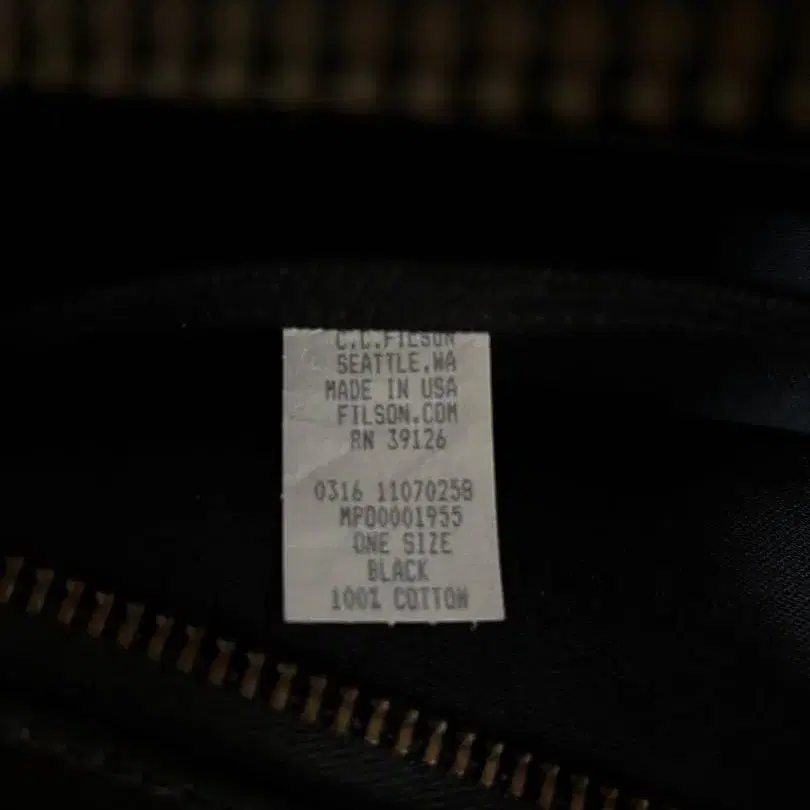 C.C.FILSON
SEATTLE,WA
MADE IN USA
FILSON.COM
RN 39126
0316 11070258
MPD0001955
ONE SIZE
BLACK
100% COTTON